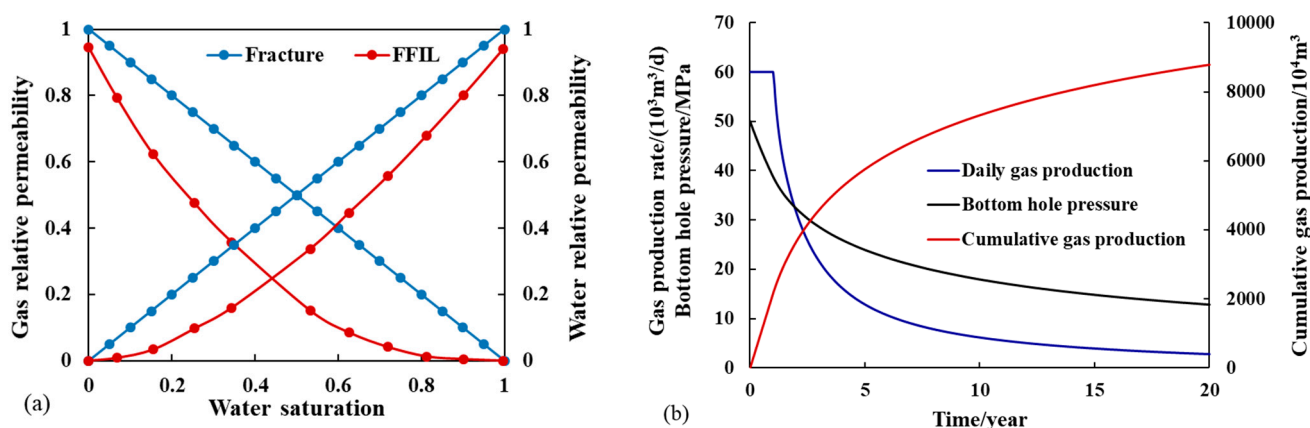 Gas relative permeability
1
0.8
0.6
0.4
0.2
0
Fracture
FFIL
1
0.8
0.6
0.4
0.2
0
Water relative permeability
0
0.2
0.4
0.6
0.8
1
Water saturation
(a)
Gas production rate/(10³m³/d)
Bottom hole pressure/MPa
70
60
50
40
30
20
10
0
Daily gas production
Bottom hole pressure
Cumulative gas production
10000
8000
6000
4000
2000
0
Cumulative gas production/10⁴m³
0
5
10
15
20
Time/year
(b)